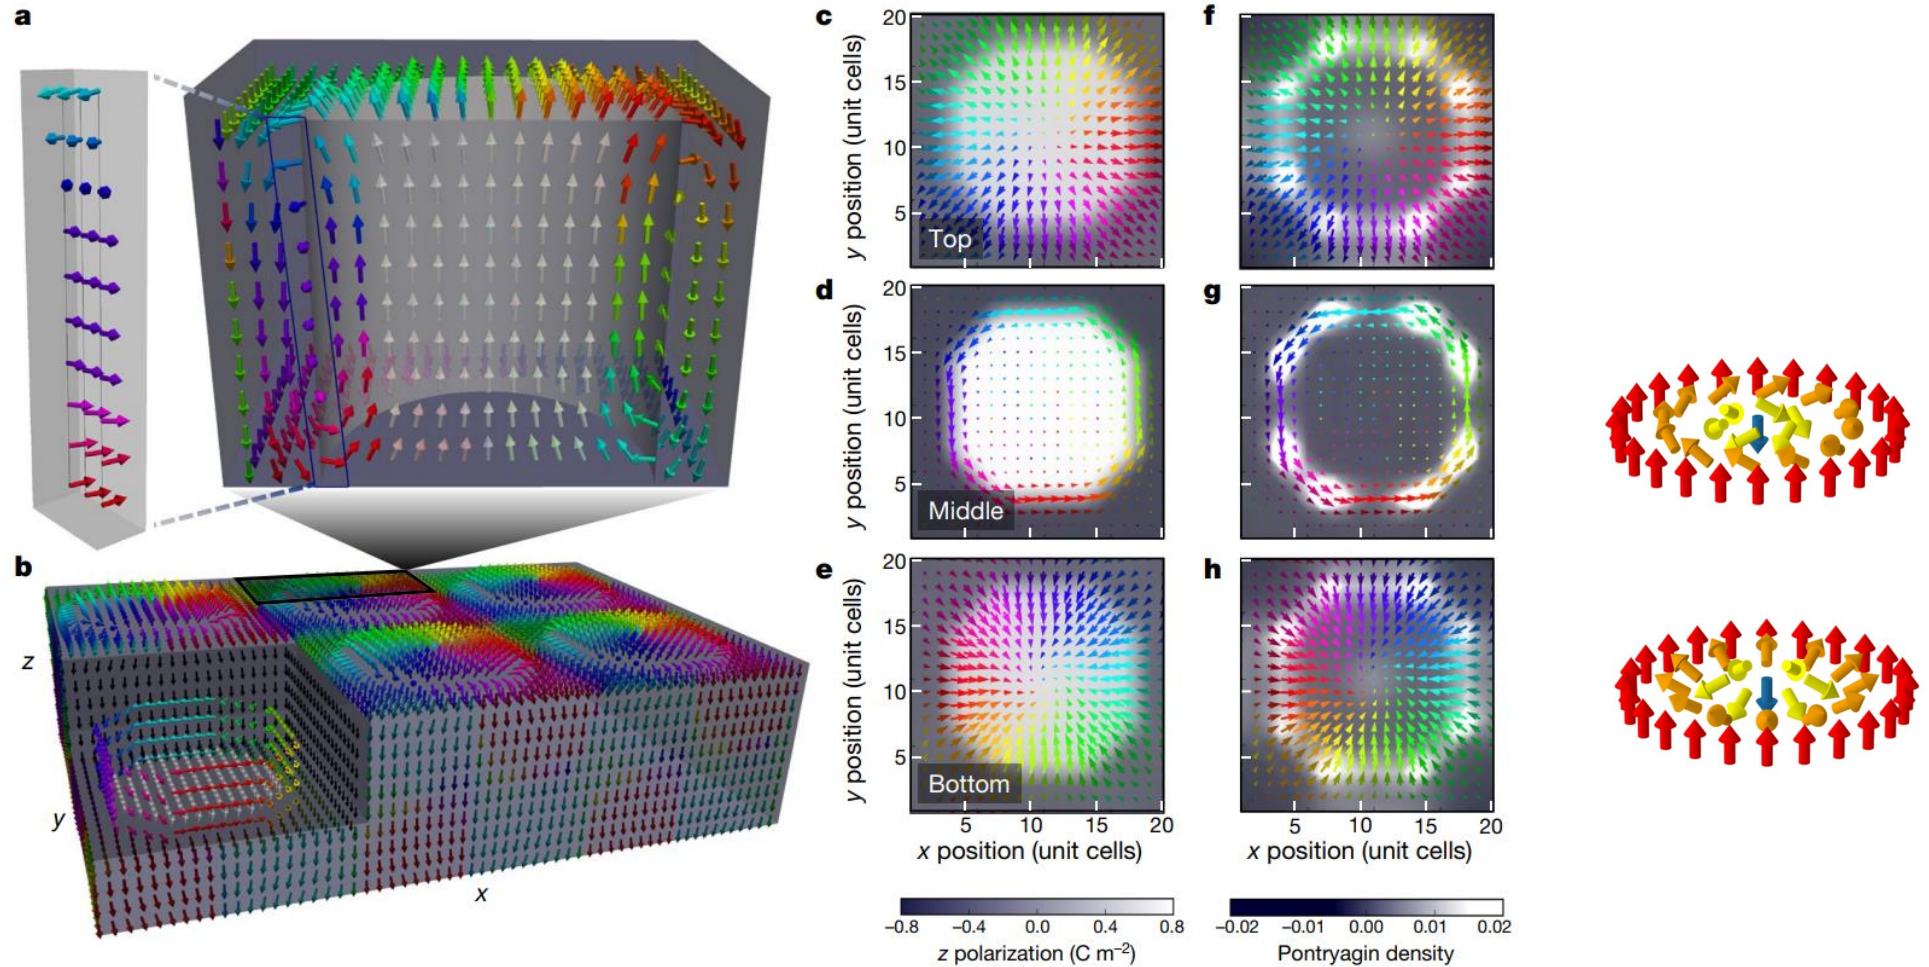 a
b
z
y
x
c
20
15
10
5
y position (unit cells)
Top
f
d
20
15
10
5
y position (unit cells)
Middle
g
e
20
15
10
5
y position (unit cells)
Bottom
5 10 15 20
x position (unit cells)
h
5 10 15 20
x position (unit cells)
−0.8 −0.4 0.0 0.4 0.8
z polarization (C m⁻²)
−0.02 −0.01 0.00 0.01 0.02
Pontryagin density